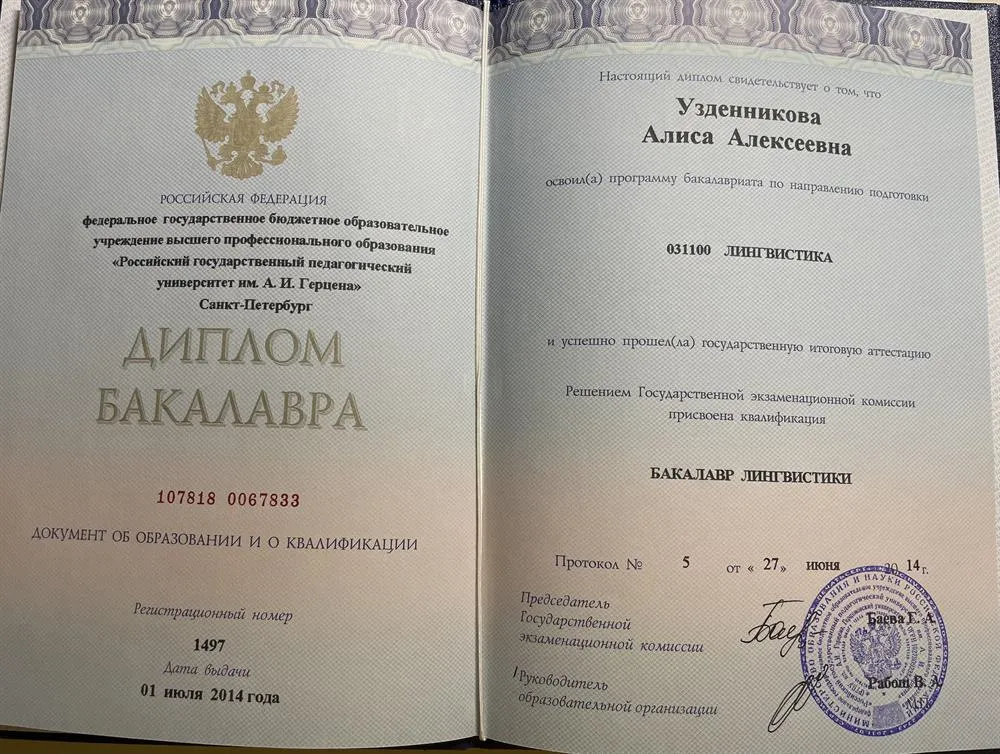 РОССИЙСКАЯ ФЕДЕРАЦИЯ
федеральное государственное бюджетное образовательное
учреждение высшего профессионального образования
«Российский государственный педагогический
университет им. А. И. Герцена»
Санкт-Петербург
ДИПЛОМ
БАКАЛАВРА
107818 0067833
ДОКУМЕНТ ОБ ОБРАЗОВАНИИ И О КВАЛИФИКАЦИИ
Регистрационный номер
1497
Дата выдачи
01 июля 2014 года
Настоящий диплом свидетельствует о том, что
Узденникова
Алиса Алексеевна
освоил(а) программу бакалавриата по направлению подготовки
031100 ЛИНГВИСТИКА
и успешно прошел(ла) государственную итоговую аттестацию
Решением Государственной экзаменационной комиссии
присвоена квалификация
БАКАЛАВР ЛИНГВИСТИКИ
Протокол № 5 от « 27 » июня 2014 г.
Председатель
Государственной
экзаменационной комиссии
Баева Е. А.
Руководитель
образовательной организации
Рабош В. А.